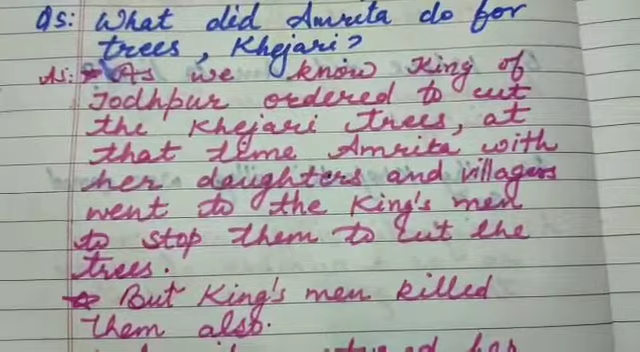 Q5: What did Amrita do for
trees, Khejari?
As we know King of
Jodhpur ordered to cut
the Khejari trees, at
that time Amrita with
her daughters and villagers
went to the King's men
to stop them to cut the
trees.
But King's men killed
them also.